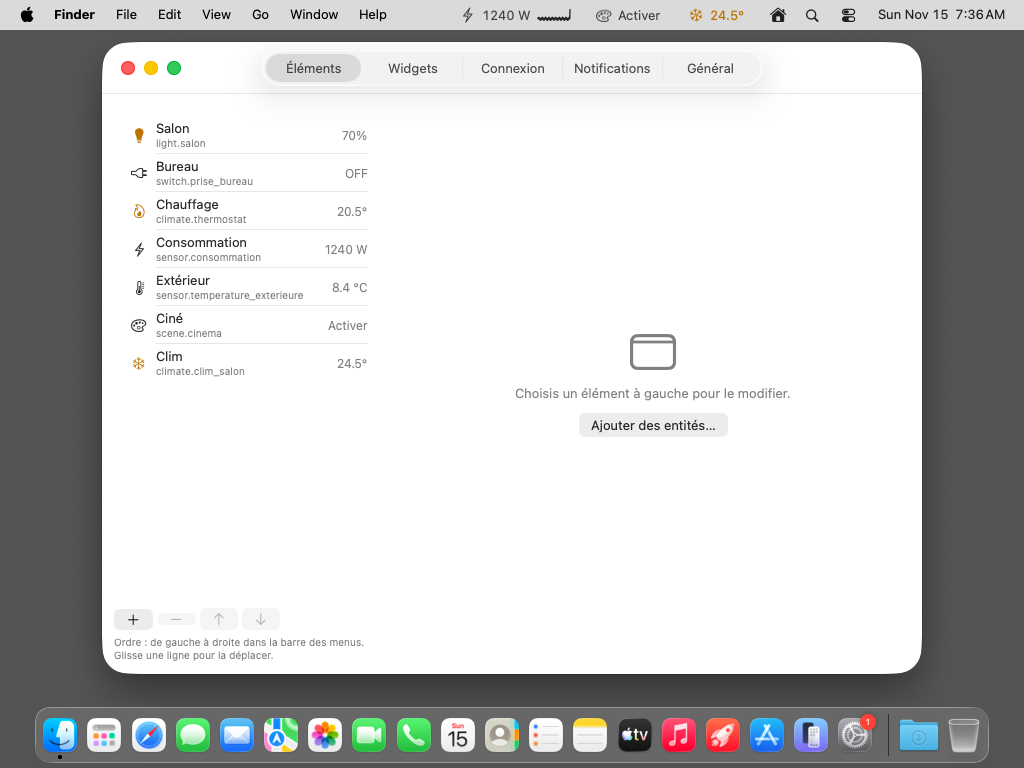 Finder File Edit View Go Window Help 1240 W Activer 24.5° Sun Nov 15 7:36 AM
Éléments Widgets Connexion Notifications Général
Salon
light.salon
70%
Bureau
switch.prise_bureau
OFF
Chauffage
climate.thermostat
20.5°
Consommation
sensor.consommation
1240 W
Extérieur
sensor.temperature_exterieure
8.4 °C
Ciné
scene.cinema
Activer
Clim
climate.clim_salon
24.5°
Choisis un élément à gauche pour le modifier.
Ajouter des entités...
Ordre : de gauche à droite dans la barre des menus.
Glisse une ligne pour la déplacer.
Sun
15
tv
1